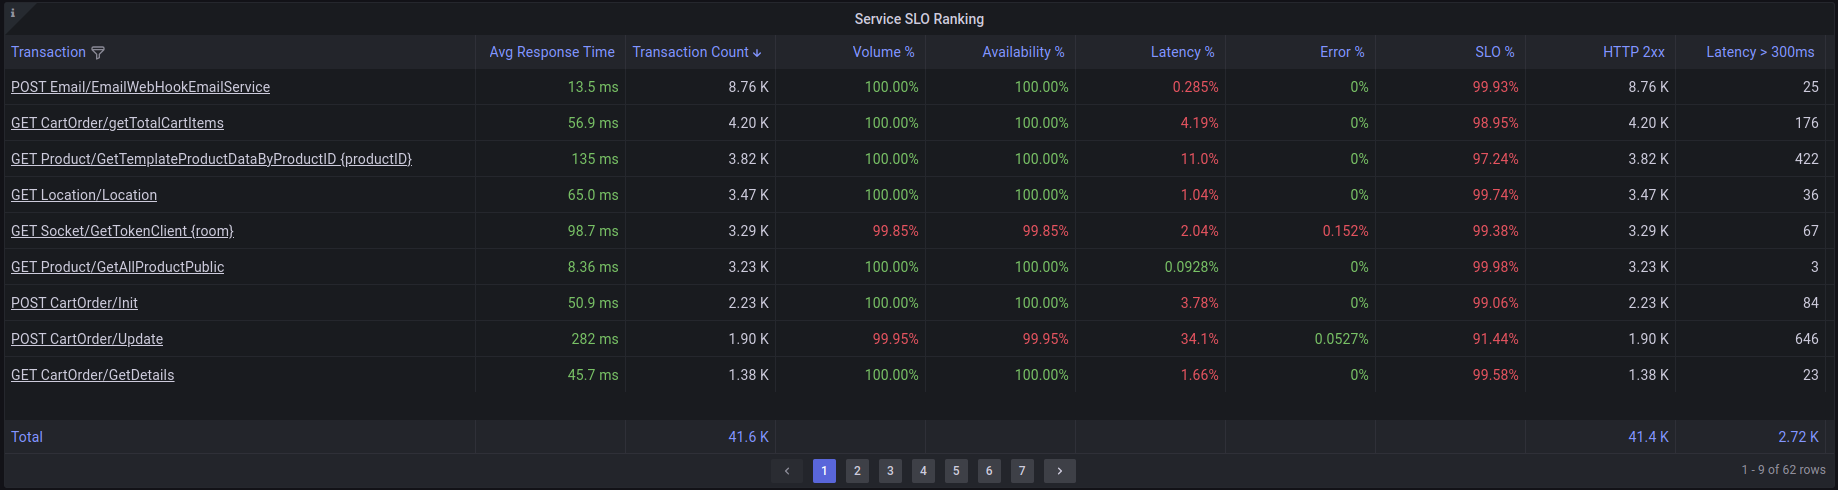 i
Service SLO Ranking
Transaction Avg Response Time Transaction Count ↓ Volume % Availability % Latency % Error % SLO % HTTP 2xx Latency > 300ms
POST Email/EmailWebHookEmailService 13.5 ms 8.76 K 100.00% 100.00% 0.285% 0% 99.93% 8.76 K 25
GET CartOrder/getTotalCartItems 56.9 ms 4.20 K 100.00% 100.00% 4.19% 0% 98.95% 4.20 K 176
GET Product/GetTemplateProductDataByProductID {productID} 135 ms 3.82 K 100.00% 100.00% 11.0% 0% 97.24% 3.82 K 422
GET Location/Location 65.0 ms 3.47 K 100.00% 100.00% 1.04% 0% 99.74% 3.47 K 36
GET Socket/GetTokenClient {room} 98.7 ms 3.29 K 99.85% 99.85% 2.04% 0.152% 99.38% 3.29 K 67
GET Product/GetAllProductPublic 8.36 ms 3.23 K 100.00% 100.00% 0.0928% 0% 99.98% 3.23 K 3
POST CartOrder/Init 50.9 ms 2.23 K 100.00% 100.00% 3.78% 0% 99.06% 2.23 K 84
POST CartOrder/Update 282 ms 1.90 K 99.95% 99.95% 34.1% 0.0527% 91.44% 1.90 K 646
GET CartOrder/GetDetails 45.7 ms 1.38 K 100.00% 100.00% 1.66% 0% 99.58% 1.38 K 23
Total 41.6 K 41.4 K 2.72 K
‹ 1 2 3 4 5 6 7 › 1 - 9 of 62 rows